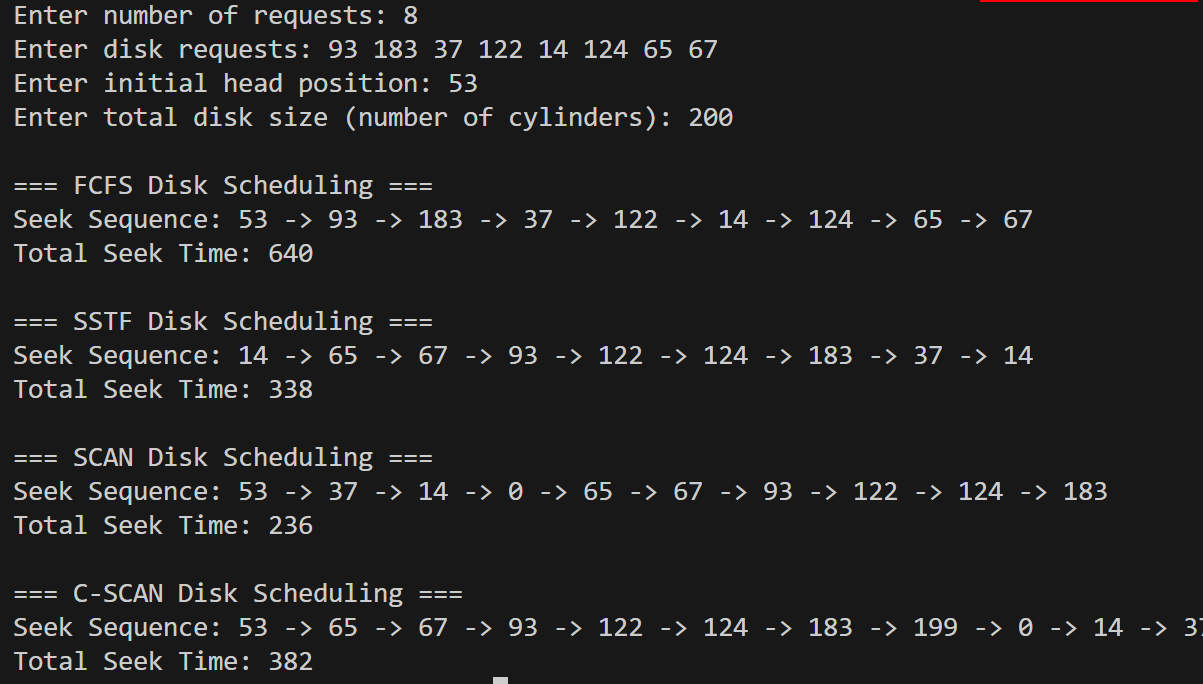 Enter number of requests: 8
Enter disk requests: 93 183 37 122 14 124 65 67
Enter initial head position: 53
Enter total disk size (number of cylinders): 200
=== FCFS Disk Scheduling ===
Seek Sequence: 53 -> 93 -> 183 -> 37 -> 122 -> 14 -> 124 -> 65 -> 67
Total Seek Time: 640
=== SSTF Disk Scheduling ===
Seek Sequence: 14 -> 65 -> 67 -> 93 -> 122 -> 124 -> 183 -> 37 -> 14
Total Seek Time: 338
=== SCAN Disk Scheduling ===
Seek Sequence: 53 -> 37 -> 14 -> 0 -> 65 -> 67 -> 93 -> 122 -> 124 -> 183
Total Seek Time: 236
=== C-SCAN Disk Scheduling ===
Seek Sequence: 53 -> 65 -> 67 -> 93 -> 122 -> 124 -> 183 -> 199 -> 0 -> 14 -> 37
Total Seek Time: 382